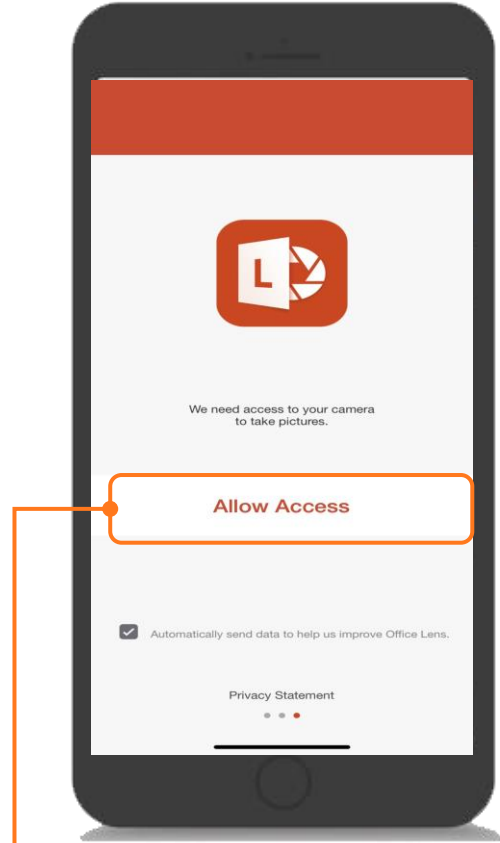 L
We need access to your camera
to take pictures.
Allow Access
Automatically send data to help us improve Office Lens.
Privacy Statement